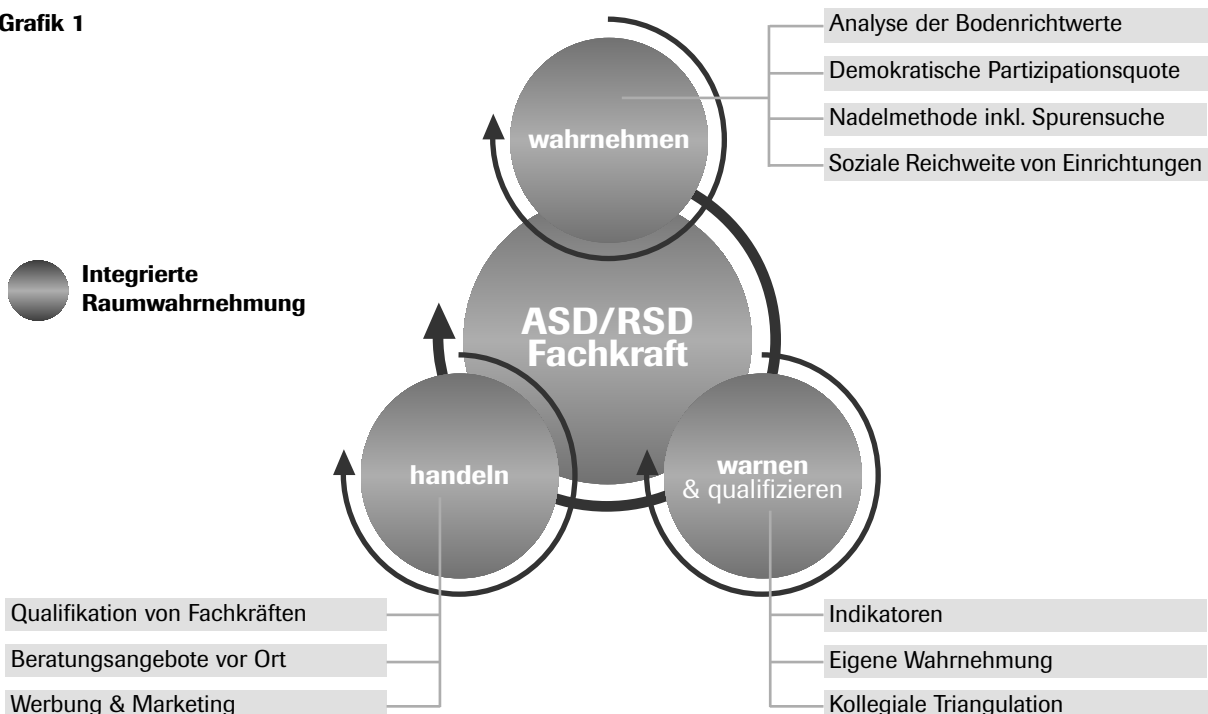 Grafik 1
Analyse der Bodenrichtwerte
Demokratische Partizipationsquote
Nadelmethode inkl. Spurensuche
Soziale Reichweite von Einrichtungen
wahrnehmen
Integrierte
Raumwahrnehmung
ASD/RSD
Fachkraft
handeln
warnen
& qualifizieren
Qualifikation von Fachkräften
Beratungsangebote vor Ort
Werbung & Marketing
Indikatoren
Eigene Wahrnehmung
Kollegiale Triangulation